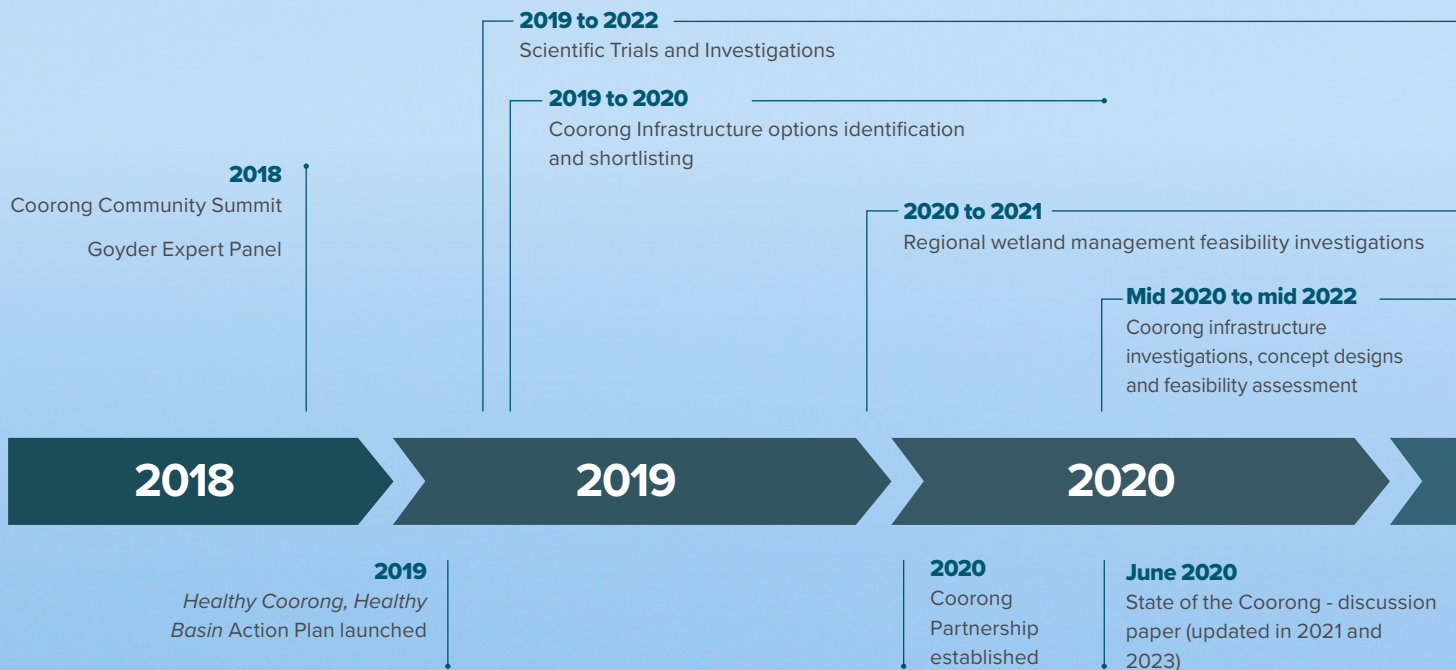 2019 to 2022
Scientific Trials and Investigations
2019 to 2020
Coorong Infrastructure options identification
and shortlisting
2018
Coorong Community Summit
Goyder Expert Panel
2020 to 2021
Regional wetland management feasibility investigations
Mid 2020 to mid 2022
Coorong infrastructure
investigations, concept designs
and feasibility assessment
2018
2019
2020
2019
Healthy Coorong, Healthy
Basin Action Plan launched
2020
Coorong
Partnership
established
June 2020
State of the Coorong - discussion
paper (updated in 2021 and
2023)